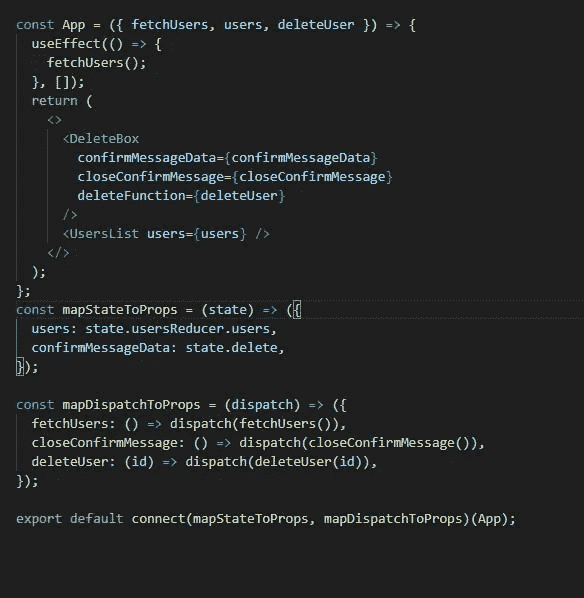 const App = ({ fetchUsers, users, deleteUser }) => {
  useEffect(() => {
    fetchUsers();
  }, []);
  return (
    <>
      <DeleteBox
        confirmMessageData={confirmMessageData}
        closeConfirmMessage={closeConfirmMessage}
        deleteFunction={deleteUser}
      />
      <UsersList users={users} />
    </>
  );
};
const mapStateToProps = (state) => ({
  users: state.usersReducer.users,
  confirmMessageData: state.delete,
});

const mapDispatchToProps = (dispatch) => ({
  fetchUsers: () => dispatch(fetchUsers()),
  closeConfirmMessage: () => dispatch(closeConfirmMessage()),
  deleteUser: (id) => dispatch(deleteUser(id)),
});

export default connect(mapStateToProps, mapDispatchToProps)(App);